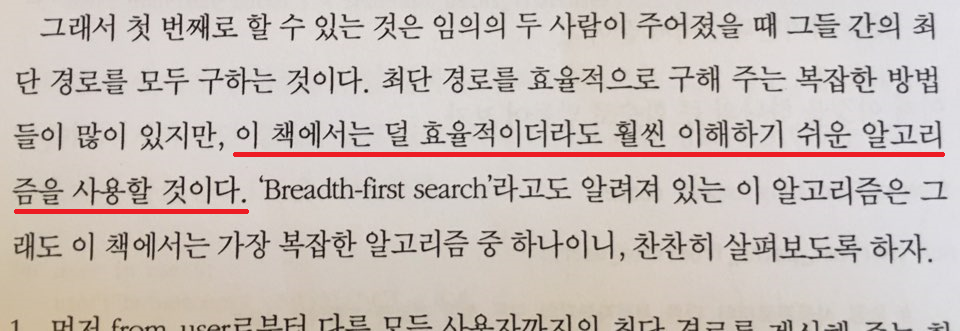 그래서 첫 번째로 할 수 있는 것은 임의의 두 사람이 주어졌을 때 그들 간의 최
단 경로를 모두 구하는 것이다. 최단 경로를 효율적으로 구해 주는 복잡한 방법
들이 많이 있지만, 이 책에서는 덜 효율적이더라도 훨씬 이해하기 쉬운 알고리
즘을 사용할 것이다. ‘Breadth-first search’라고도 알려져 있는 이 알고리즘은 그
래도 이 책에서는 가장 복잡한 알고리즘 중 하나이니, 찬찬히 살펴보도록 하자.
1. 먼저 from_user로부터 다른 모든 사용자까지의 최단 경로를